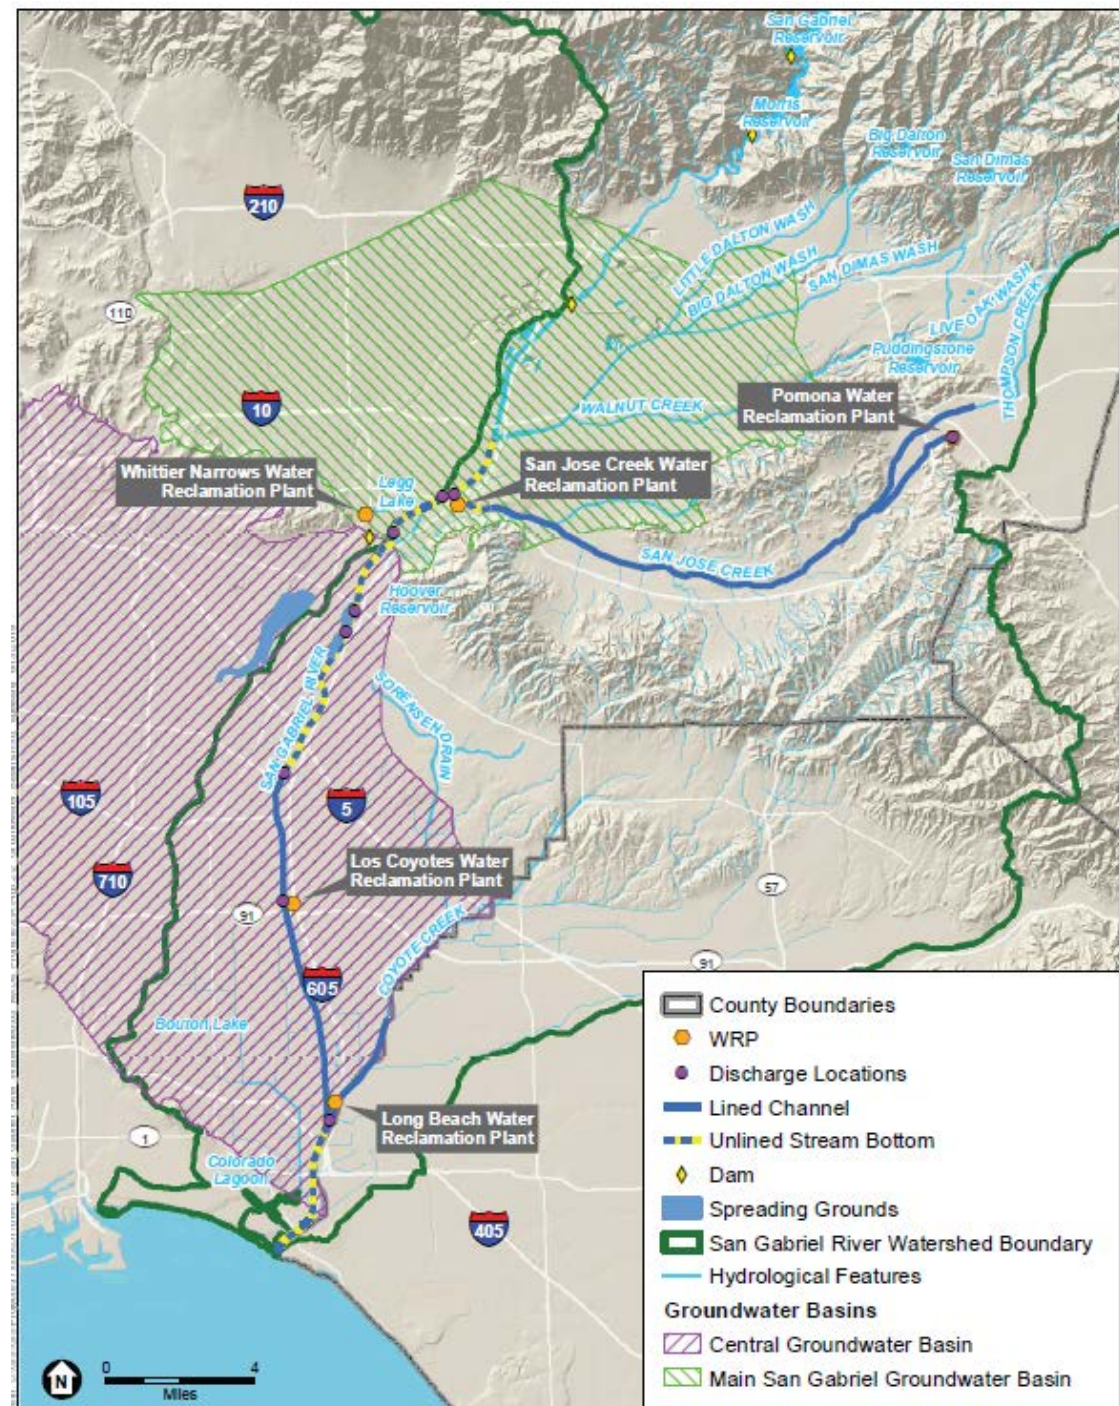 San Gabriel
Reservoir
Morris
Reservoir
Big Dalton
Reservoir
San Dimas
Reservoir
210
LITTLE DALTON WASH
BIG DALTON WASH
SAN DIMAS WASH
110
LIVE OAK WASH
THOMPSON CREEK
Puddingstone
Reservoir
10
WALNUT CREEK
Pomona Water
Reclamation Plant
Whittier Narrows Water
Reclamation Plant
Legg
Lake
San Jose Creek Water
Reclamation Plant
SAN JOSE CREEK
Hoover
Reservoir
SAN GABRIEL RIVER
SORENSEN DRAIN
105
5
710
Los Coyotes Water
Reclamation Plant
57
91
COYOTE CREEK
91
605
Bouton Lake
Long Beach Water
Reclamation Plant
1
Colorado
Lagoon
405
County Boundaries
WRP
Discharge Locations
Lined Channel
Unlined Stream Bottom
Dam
Spreading Grounds
San Gabriel River Watershed Boundary
Hydrological Features
Groundwater Basins
Central Groundwater Basin
Main San Gabriel Groundwater Basin
N
0 4
Miles